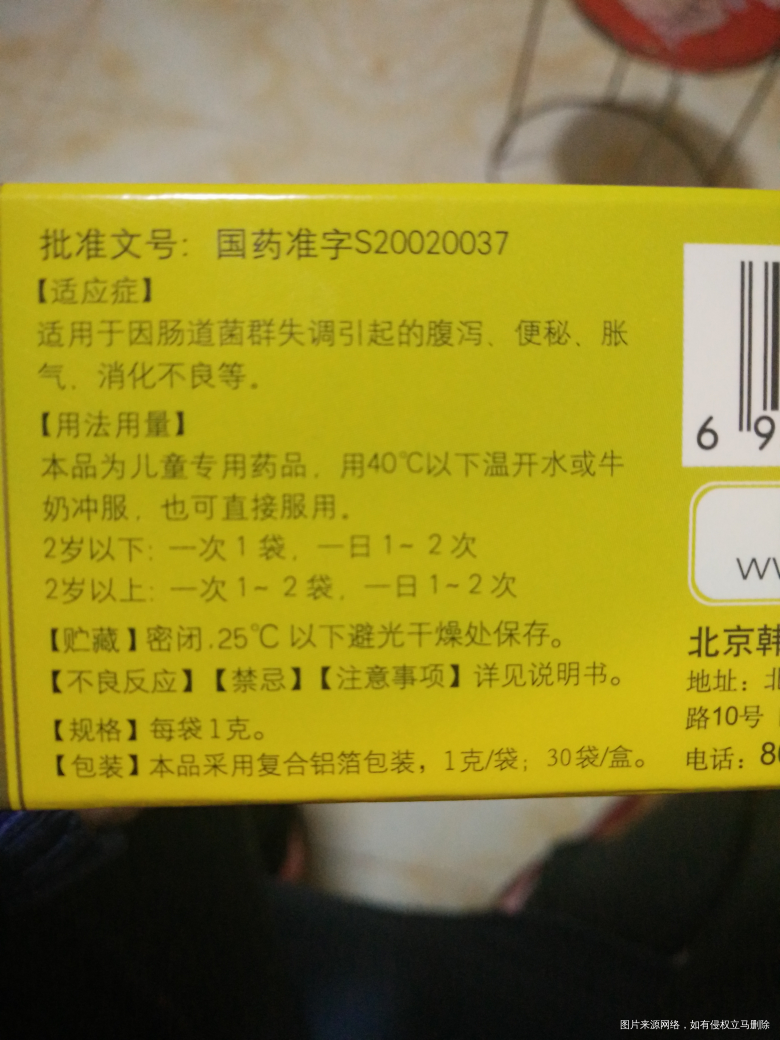 批准文号：国药准字S20020037
【适应症】
适用于因肠道菌群失调引起的腹泻、便秘、胀
气、消化不良等。
【用法用量】
本品为儿童专用药品，用40℃以下温开水或牛
奶冲服，也可直接服用。
2岁以下：一次1袋，一日1~2次
2岁以上：一次1~2袋，一日1~2次
【贮藏】密闭,25℃以下避光干燥处保存。
【不良反应】【禁忌】【注意事项】详见说明书。
【规格】每袋1克。
【包装】本品采用复合铝箔包装，1克/袋；30袋/盒。
6 9
北京韩
地址：北
路10号
电话：80
图片来源网络，如有侵权立马删除